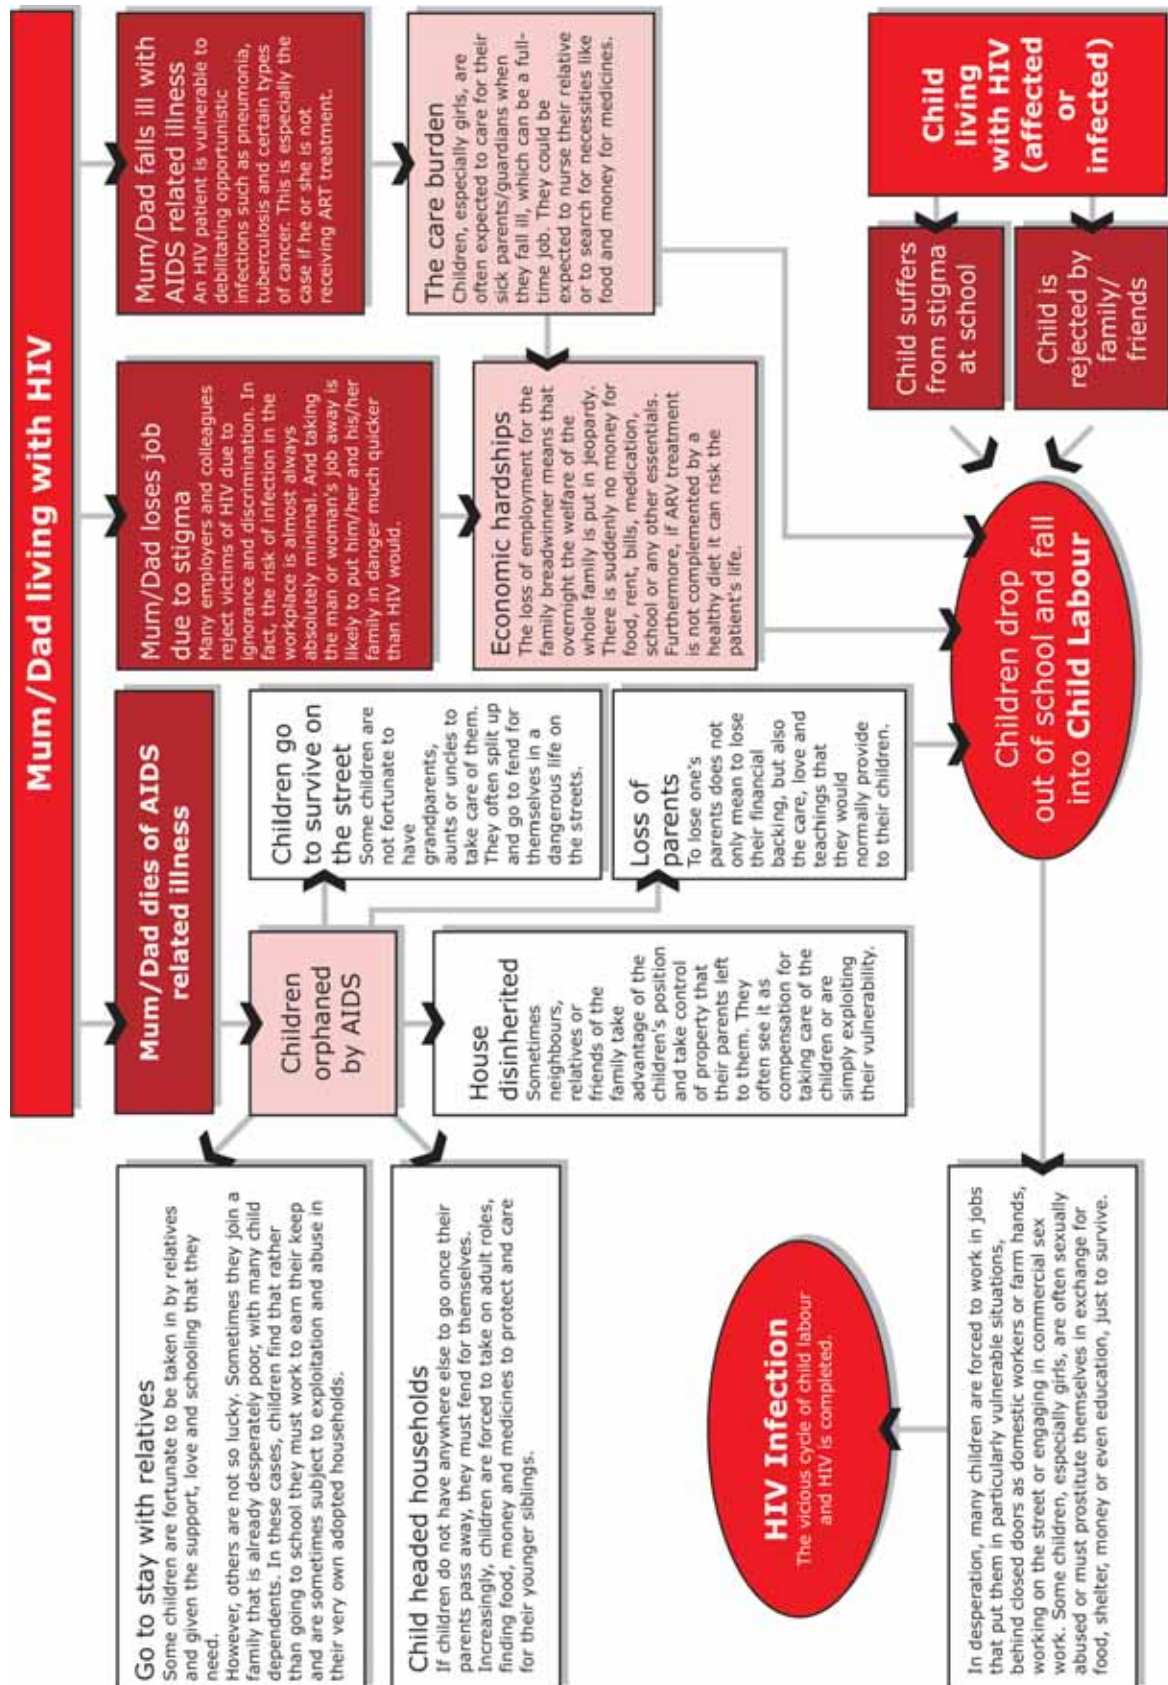 Mum/Dad living with HIV
Mum/Dad dies of AIDS
related illness
Mum/Dad loses job
due to stigma
Many employers and colleagues
reject victims of HIV due to
ignorance and discrimination. In
fact, the risk of infection in the
workplace is almost always
absolutely minimal. And taking
the man or woman's job away is
likely to put him/her and his/her
family in danger much quicker
than HIV would.
Mum/Dad falls ill with
AIDS related illness
An HIV patient is vulnerable to
debilitating opportunistic
infections such as pneumonia,
tuberculosis and certain types
of cancer. This is especially the
case if he or she is not
receiving ART treatment.
Go to stay with relatives
Some children are fortunate to be taken in by relatives
and given the support, love and schooling that they
need.
However, others are not so lucky. Sometimes they join a
family that is already desperately poor, with many child
dependents. In these cases, children find that rather
than going to school they must work to earn their keep
and are sometimes subject to exploitation and abuse in
their very own adopted households.
Children
orphaned
by AIDS
Children go
to survive on
the street
Some children are
not fortunate to
have
grandparents,
aunts or uncles to
take care of them.
They often split up
and go to fend for
themselves in a
dangerous life on
the streets.
Child headed households
If children do not have anywhere else to go once their
parents pass away, they must fend for themselves.
Increasingly, children are forced to take on adult roles,
finding food, money and medicines to protect and care
for their younger siblings.
House
disinherited
Sometimes
neighbours,
relatives or
friends of the
family take
advantage of the
children's position
and take control
of property that
their parents left
to them. They
often see it as
compensation for
taking care of the
children or are
simply exploiting
their vulnerability.
Loss of
parents
To lose one's
parents does not
only mean to lose
their financial
backing, but also
the care, love and
teachings that
they would
normally provide
to their children.
Economic hardships
The loss of employment for the
family breadwinner means that
overnight the welfare of the
whole family is put in jeopardy.
There is suddenly no money for
food, rent, bills, medication,
school or any other essentials.
Furthermore, if ARV treatment
is not complemented by a
healthy diet it can risk the
patient's life.
The care burden
Children, especially girls, are
often expected to care for their
sick parents/guardians when
they fall ill, which can be a full-
time job. They could be
expected to nurse their relative
or to search for necessities like
food and money for medicines.
HIV Infection
The vicious cycle of child labour
and HIV is completed.
In desperation, many children are forced to work in jobs
that put them in particularly vulnerable situations,
behind closed doors as domestic workers or farm hands,
working on the street or engaging in commercial sex
work. Some children, especially girls, are often sexually
abused or must prostitute themselves in exchange for
food, shelter, money or even education, just to survive.
Children drop
out of school and fall
into Child Labour
Child suffers
from stigma
at school
Child is
rejected by
family/
friends
Child
living
with HIV
(affected
or
infected)